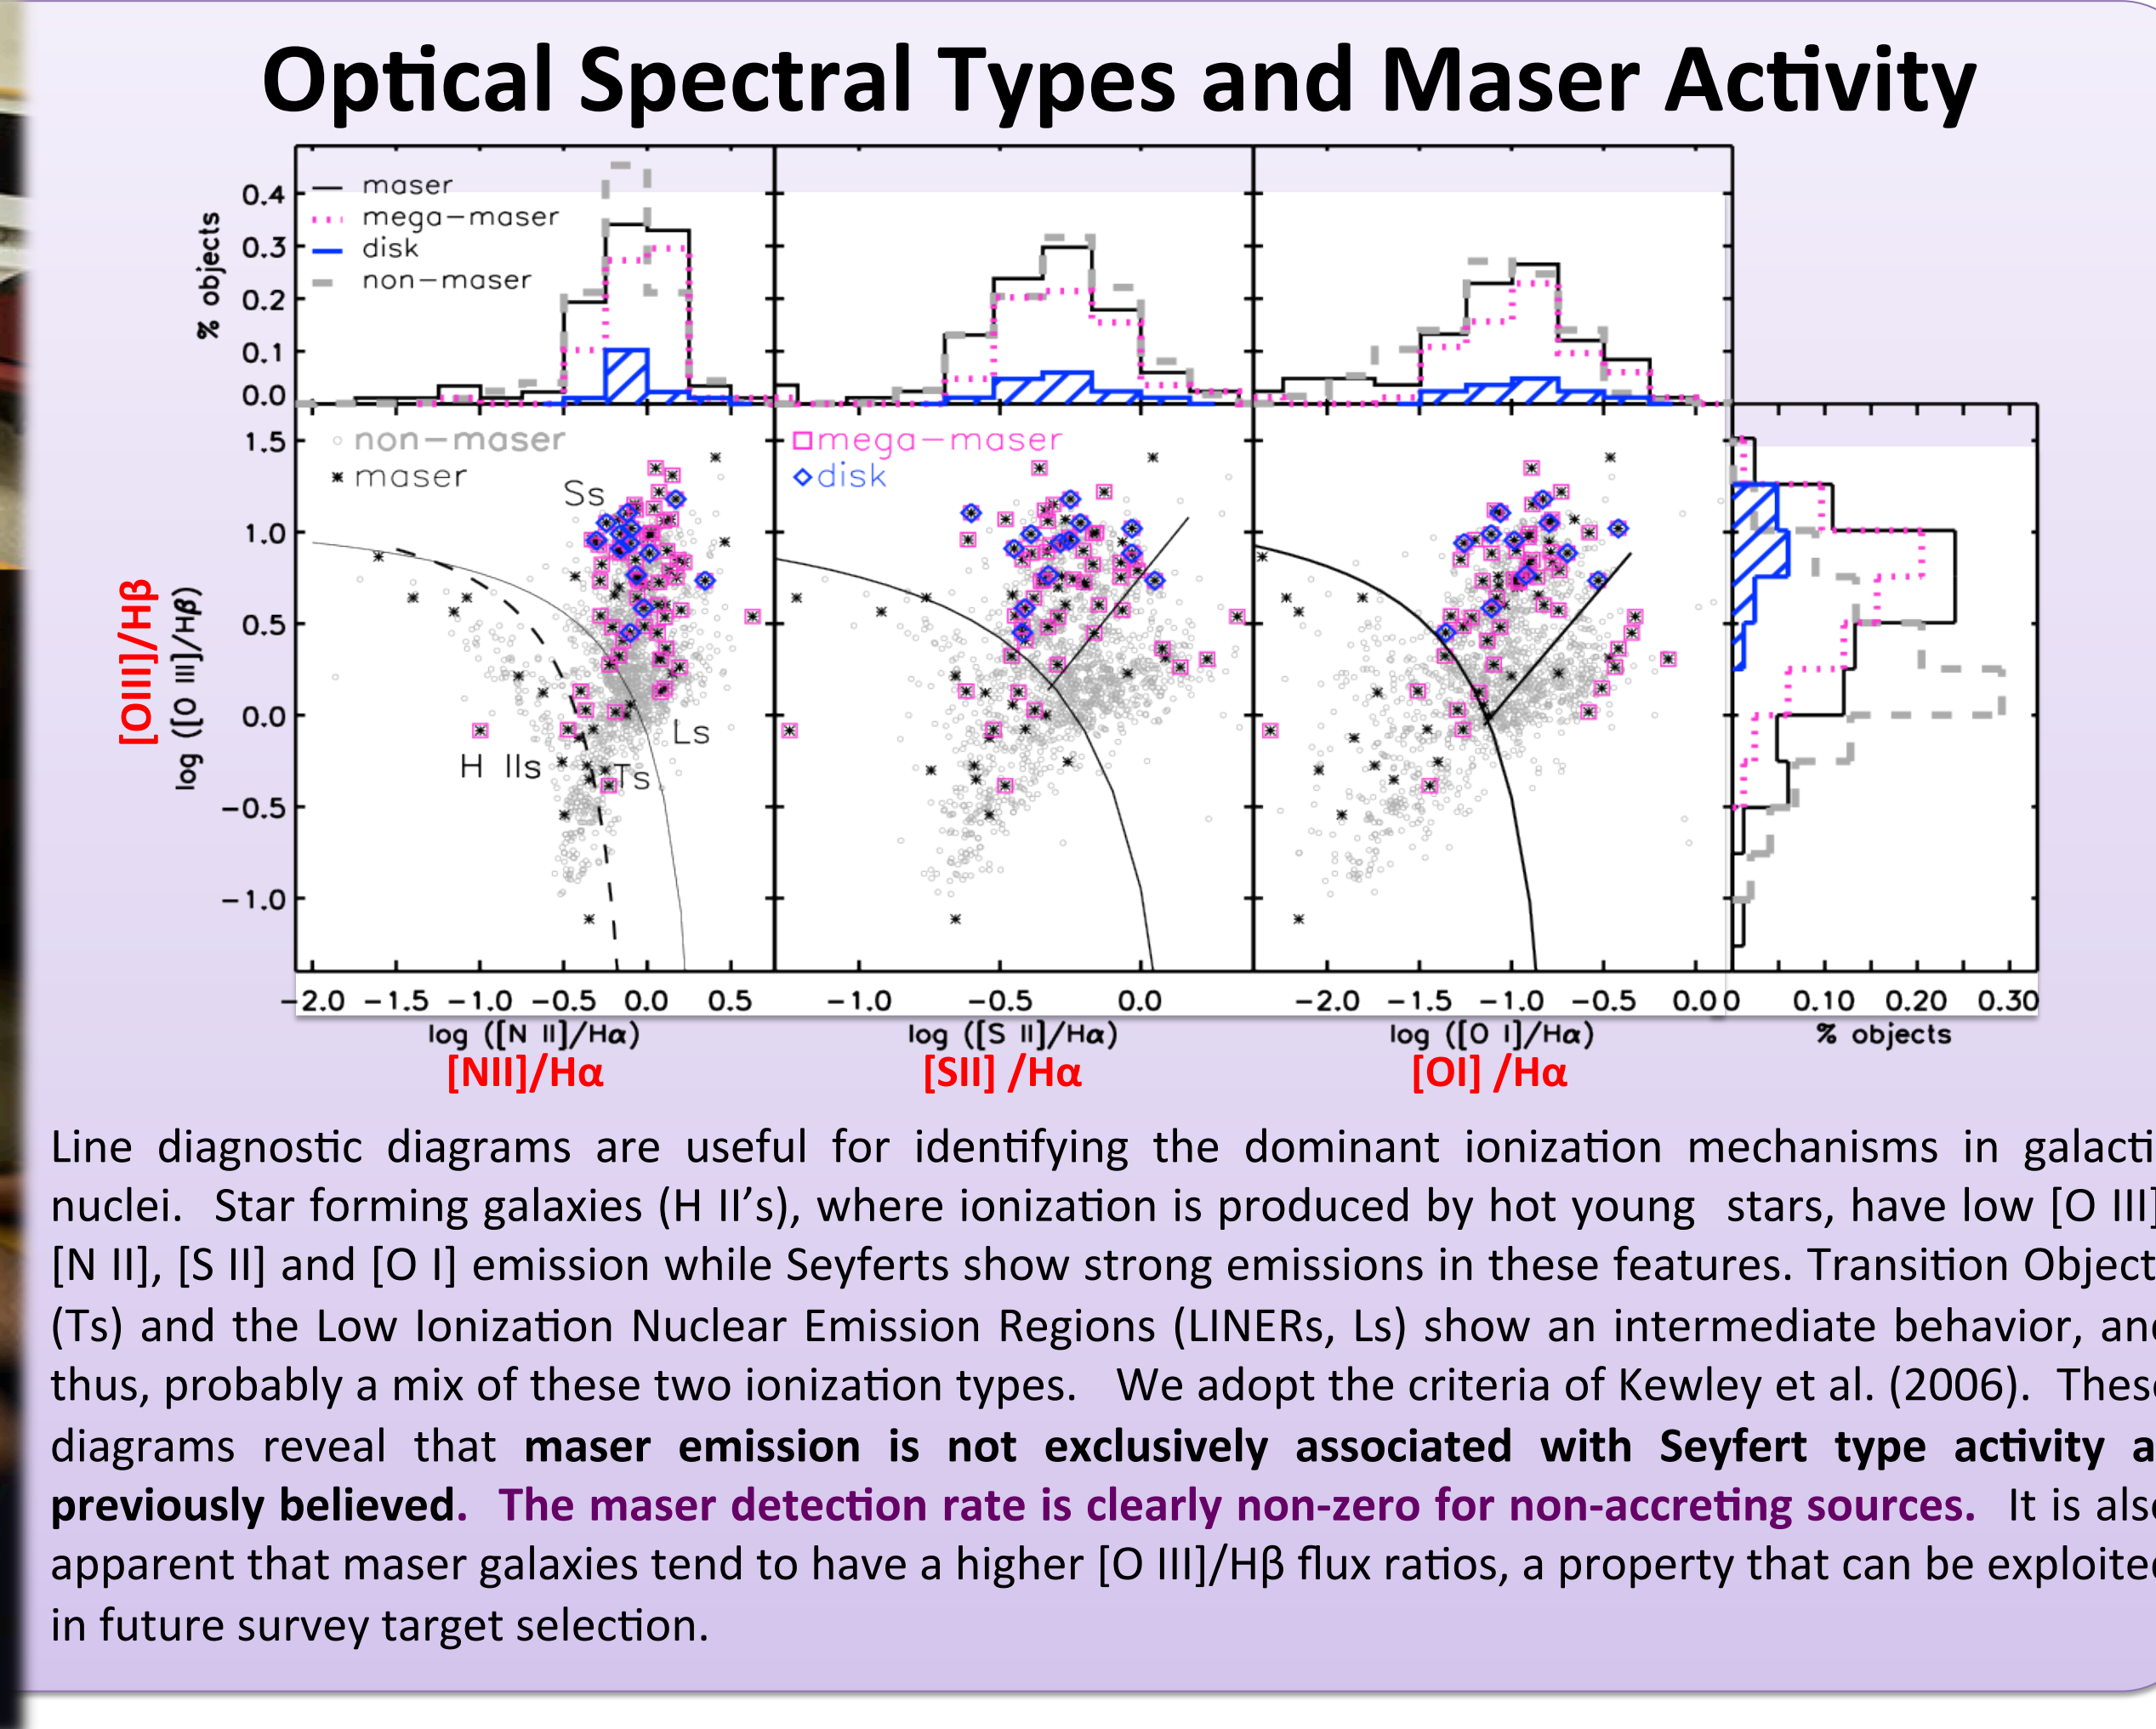 Optical Spectral Types and Maser Activity
maser
mega-maser
disk
non-maser
% objects
0.4
0.3
0.2
0.1
0.0
non-maser
maser
mega-maser
disk
Ss
Ls
H IIs
Ts
[OIII]/Hβ
log ([O III]/Hβ)
1.5
1.0
0.5
0.0
-0.5
-1.0
-2.0 -1.5 -1.0 -0.5 0.0 0.5
-1.0 -0.5 0.0
-2.0 -1.5 -1.0 -0.5 0.0
0 0.10 0.20 0.30
log ([N II]/Hα)
log ([S II]/Hα)
log ([O I]/Hα)
% objects
[NII]/Hα
[SII] /Hα
[OI] /Hα
Line diagnostic diagrams are useful for identifying the dominant ionization mechanisms in galacti
nuclei. Star forming galaxies (H II's), where ionization is produced by hot young stars, have low [O III]
[N II], [S II] and [O I] emission while Seyferts show strong emissions in these features. Transition Object
(Ts) and the Low Ionization Nuclear Emission Regions (LINERs, Ls) show an intermediate behavior, and
thus, probably a mix of these two ionization types. We adopt the criteria of Kewley et al. (2006). These
diagrams reveal that maser emission is not exclusively associated with Seyfert type activity a
previously believed. The maser detection rate is clearly non-zero for non-accreting sources. It is also
apparent that maser galaxies tend to have a higher [O III]/Hβ flux ratios, a property that can be exploited
in future survey target selection.